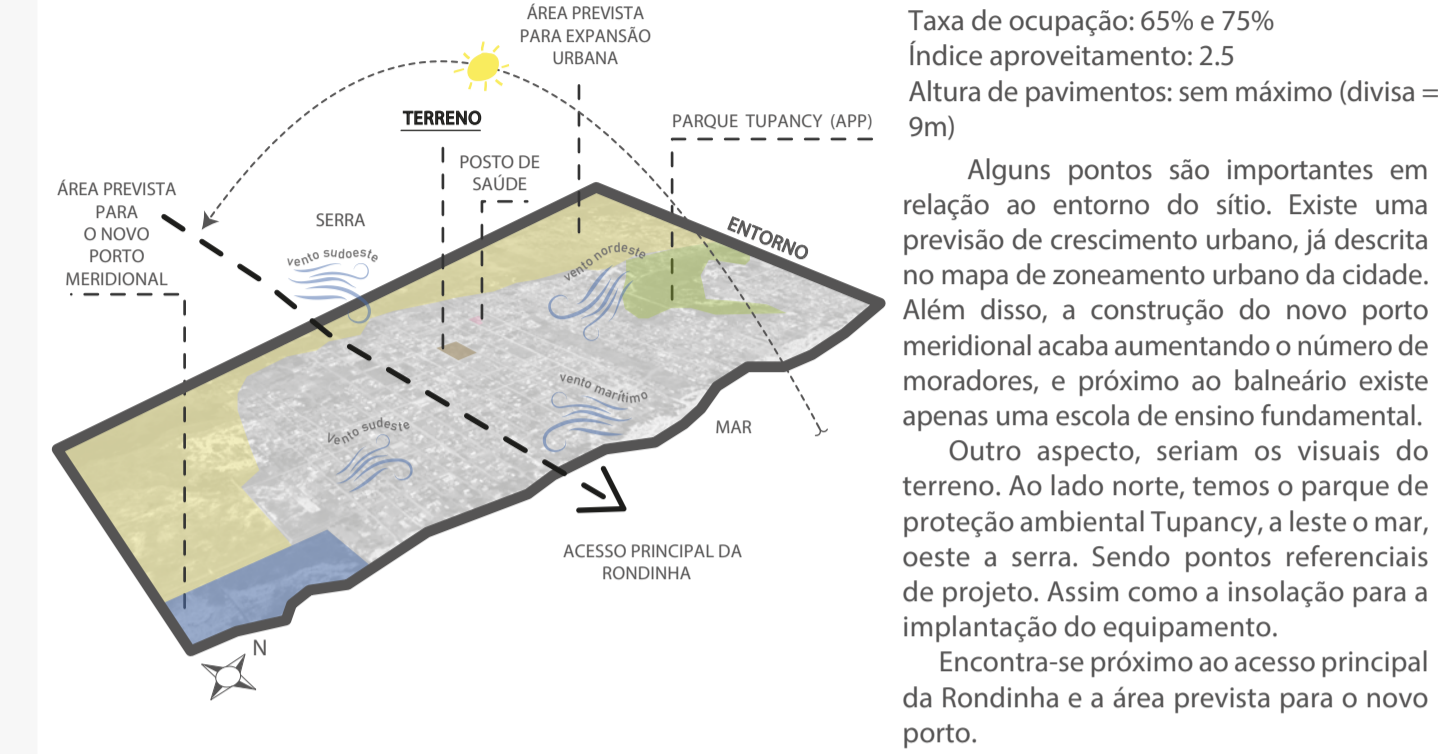 ÁREA PREVISTA
PARA EXPANSÃO
URBANA
TERRENO
PARQUE TUPANCY (APP)
POSTO DE
SAÚDE
ÁREA PREVISTA
PARA
O NOVO
PORTO
MERIDIONAL
SERRA
ENTORNO
vento sudoeste
vento nordeste
vento marítimo
Vento sudeste
MAR
ACESSO PRINCIPAL DA
RONDINHA
N
Taxa de ocupação: 65% e 75%
Índice aproveitamento: 2.5
Altura de pavimentos: sem máximo (divisa =
9m)
Alguns pontos são importantes em
relação ao entorno do sítio. Existe uma
previsão de crescimento urbano, já descrita
no mapa de zoneamento urbano da cidade.
Além disso, a construção do novo porto
meridional acaba aumentando o número de
moradores, e próximo ao balneário existe
apenas uma escola de ensino fundamental.
Outro aspecto, seriam os visuais do
terreno. Ao lado norte, temos o parque de
proteção ambiental Tupancy, a leste o mar,
oeste a serra. Sendo pontos referenciais
de projeto. Assim como a insolação para a
implantação do equipamento.
Encontra-se próximo ao acesso principal
da Rondinha e a área prevista para o novo
porto.